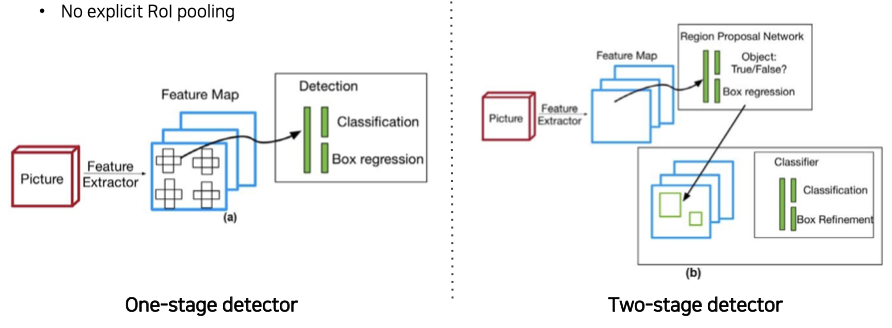 • No explicit RoI pooling
Feature Map
Detection
Classification
Box regression
Picture
Feature
Extractor
(a)
One-stage detector
Region Proposal Network
Object:
True/False?
Box regression
Feature Map
Picture
Feature
Extractor
Classifier
Classification
Box Refinement
(b)
Two-stage detector